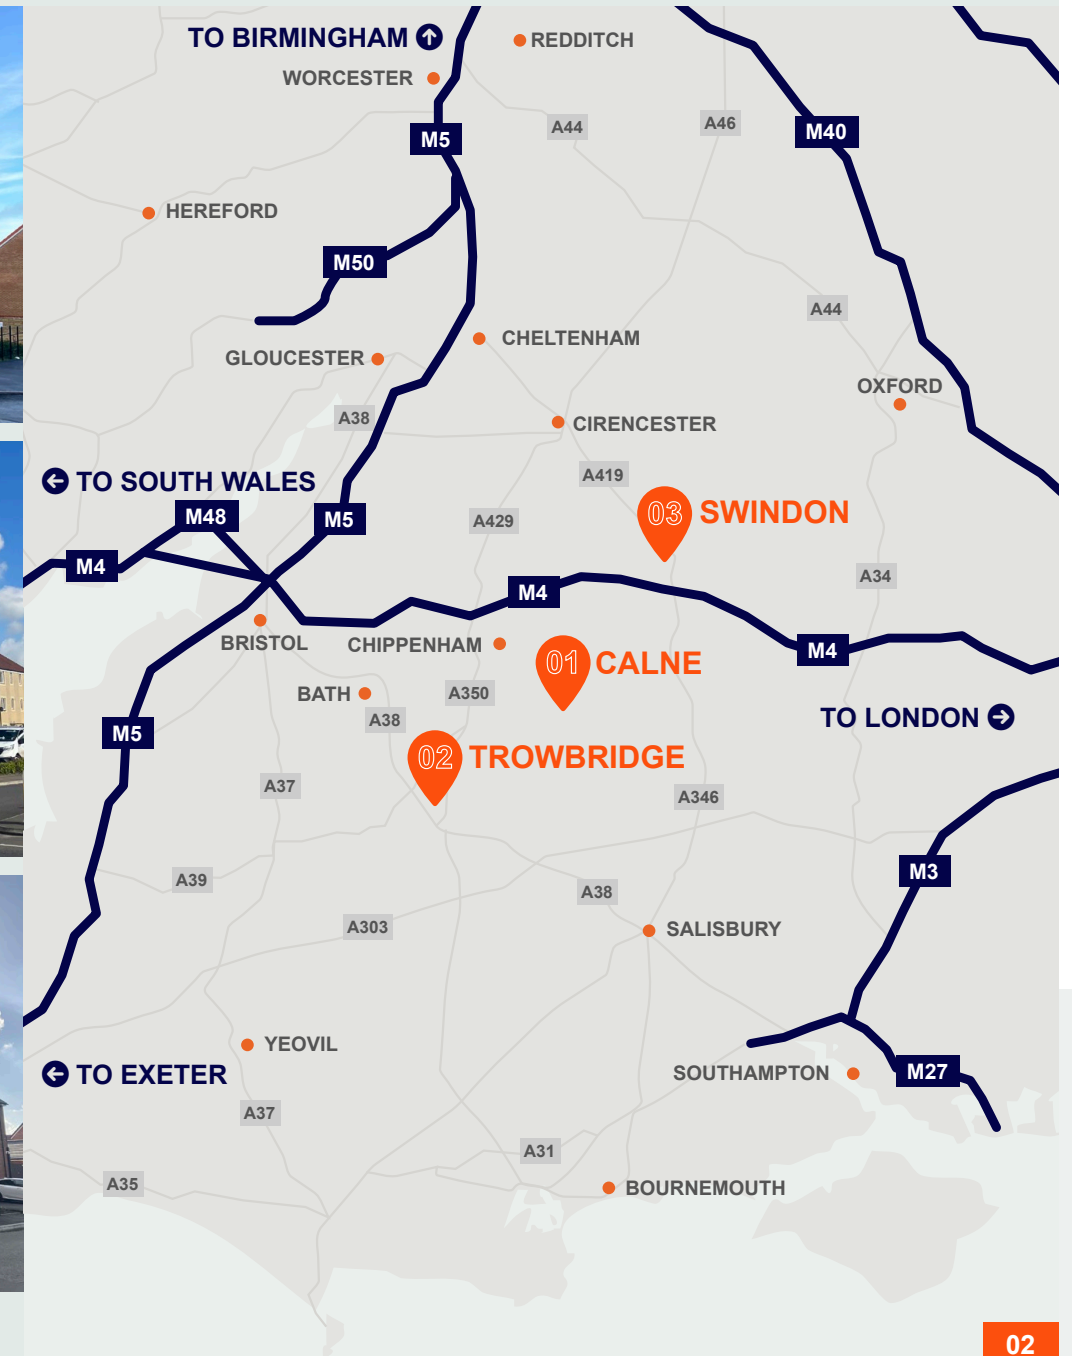 TO BIRMINGHAM
REDDITCH
WORCESTER
A44
A46
M40
M5
HEREFORD
M50
A44
CHELTENHAM
GLOUCESTER
OXFORD
A38
CIRENCESTER
A419
TO SOUTH WALES
03 SWINDON
M48
M5
A429
M4
A34
M4
BRISTOL
CHIPPENHAM
M4
01 CALNE
BATH
A350
A38
TO LONDON
M5
02 TROWBRIDGE
A37
A346
M3
A39
A38
A303
SALISBURY
YEOVIL
TO EXETER
SOUTHAMPTON
M27
A37
A31
A35
BOURNEMOUTH
02